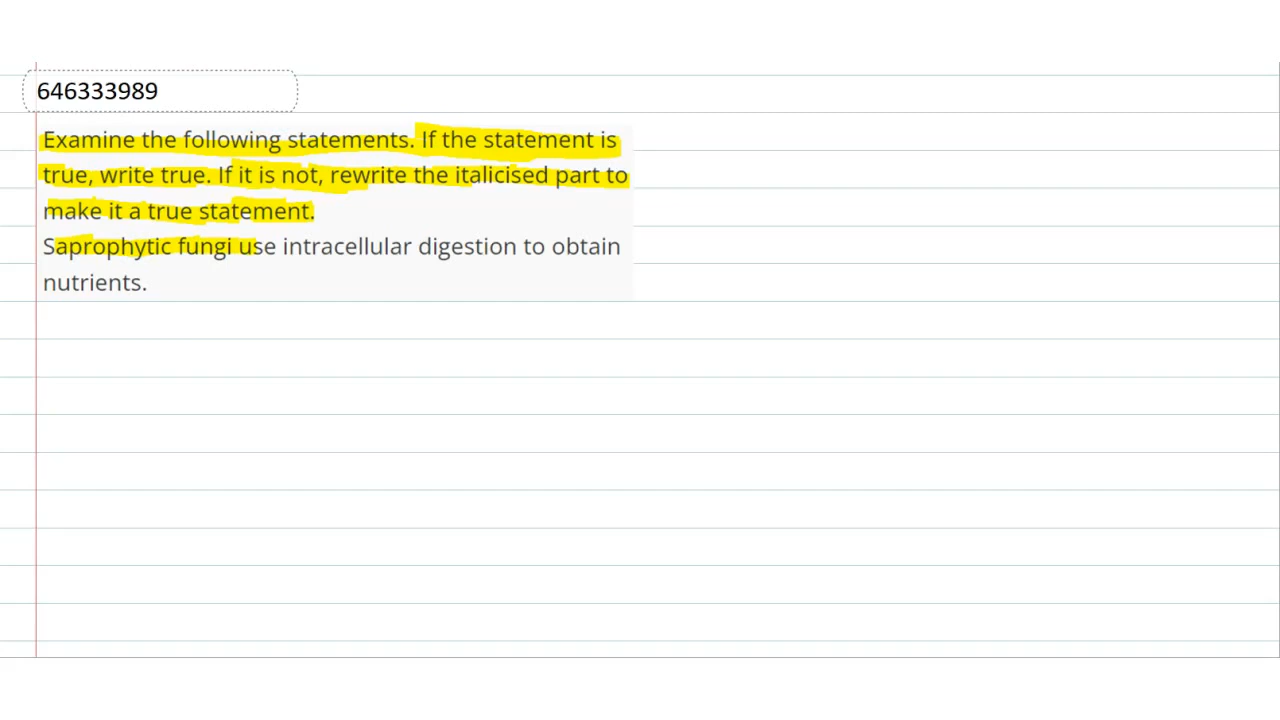 646333989
Examine the following statements. If the statement is
true, write true. If it is not, rewrite the italicised part to
make it a true statement.
Saprophytic fungi use intracellular digestion to obtain
nutrients.